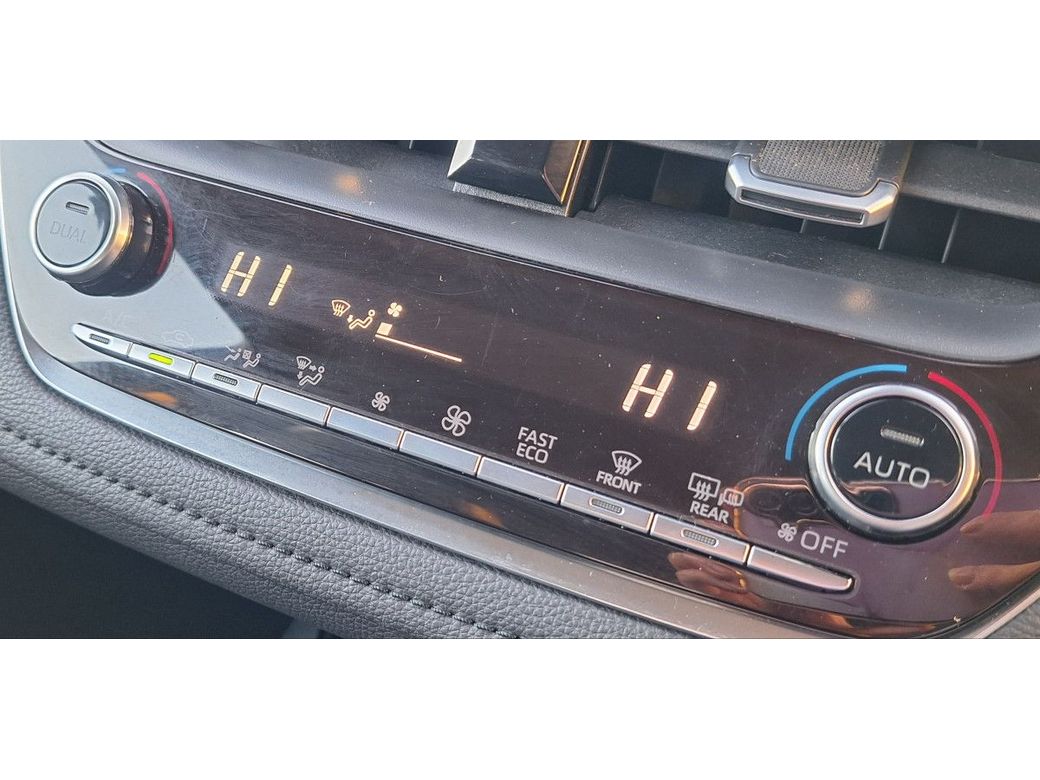 DUAL
HI
A/C
HI
FAST
ECO
FRONT
REAR
OFF
AUTO